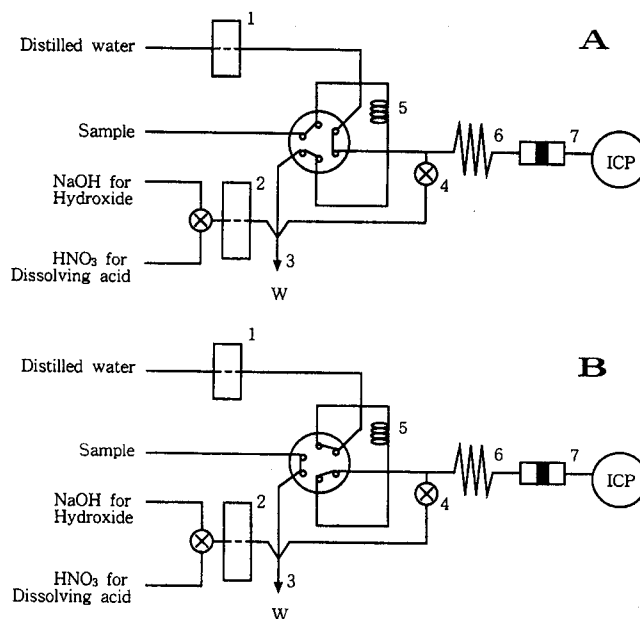 1
A
Distilled water
5
Sample
6
7
ICP
NaOH for
Hydroxide
2
4
HNO₃ for
Dissolving acid
3
W
1
B
Distilled water
5
Sample
6
7
ICP
NaOH for
Hydroxide
2
4
HNO₃ for
Dissolving acid
3
W